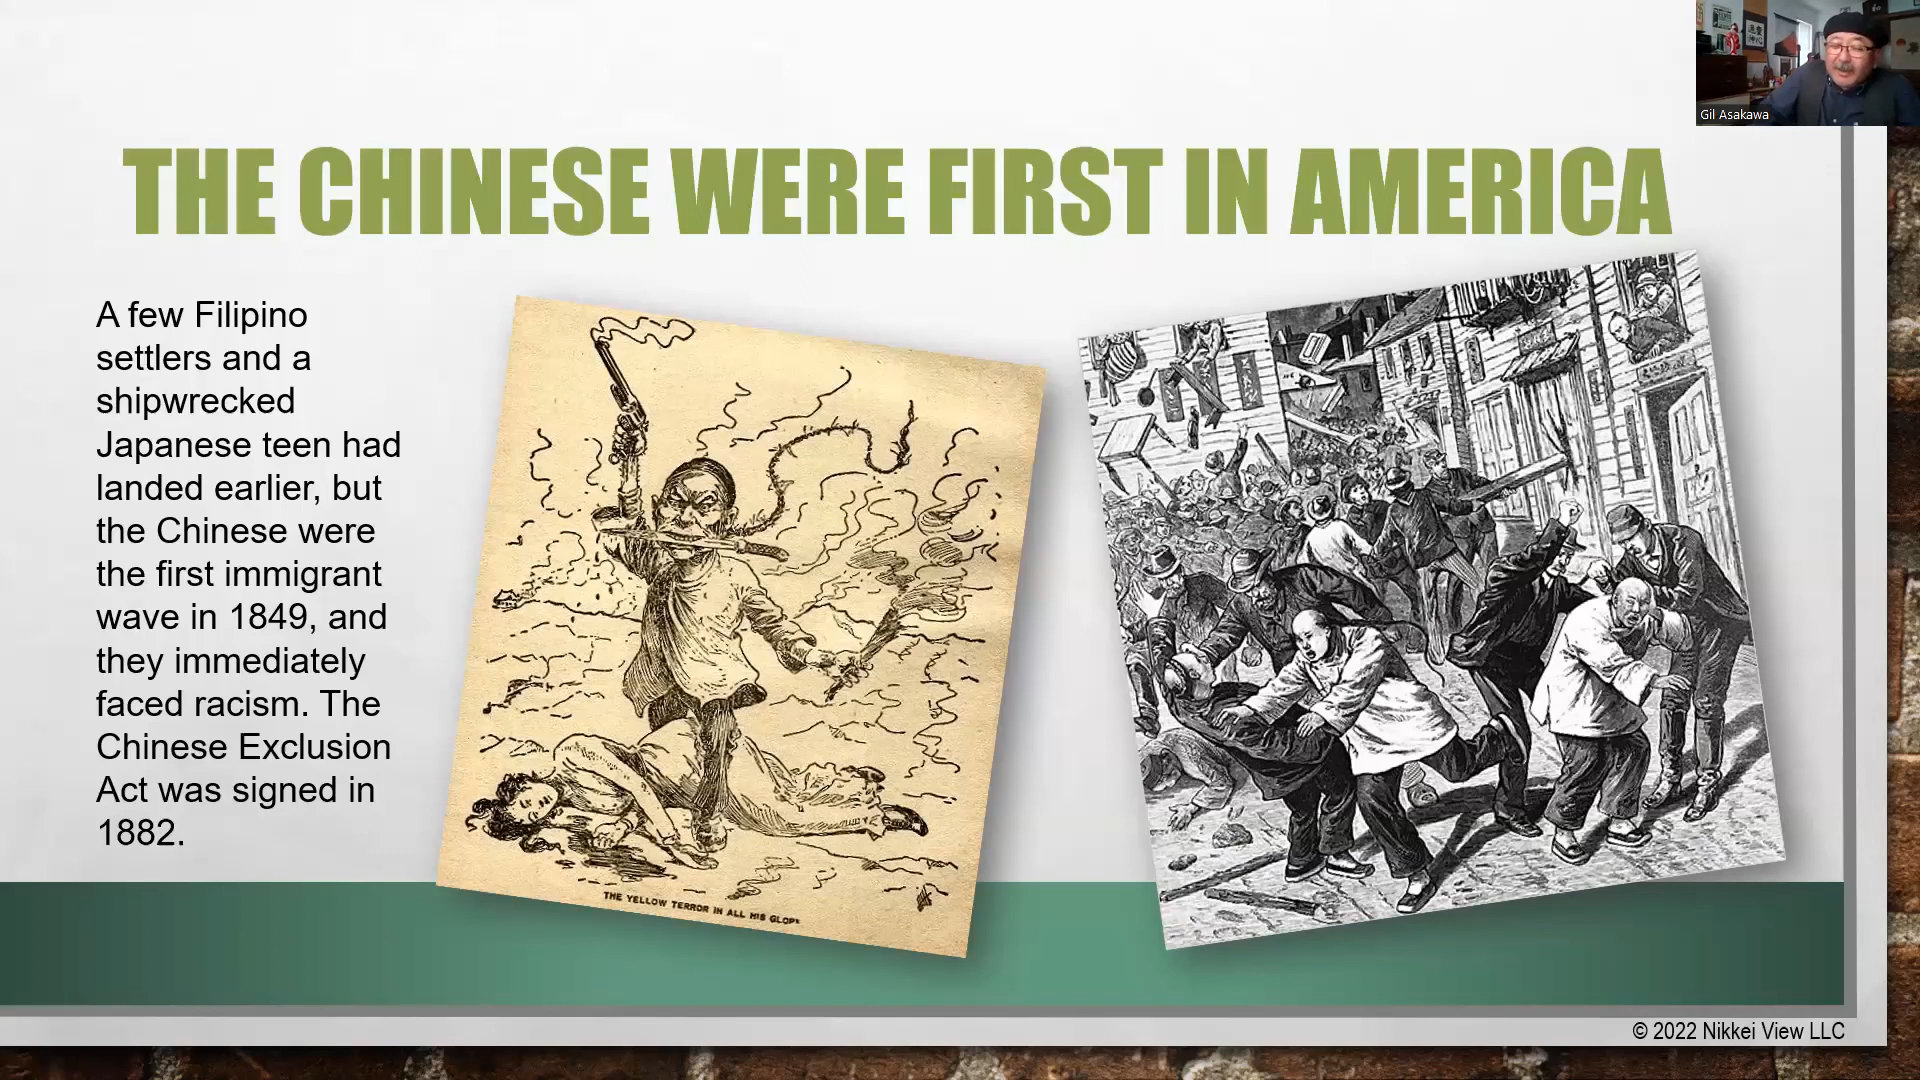 Gil Asakawa
THE CHINESE WERE FIRST IN AMERICA
A few Filipino
settlers and a
shipwrecked
Japanese teen had
landed earlier, but
the Chinese were
the first immigrant
wave in 1849, and
they immediately
faced racism. The
Chinese Exclusion
Act was signed in
1882.
THE YELLOW TERROR IN ALL HIS GLORY
© 2022 Nikkei View LLC